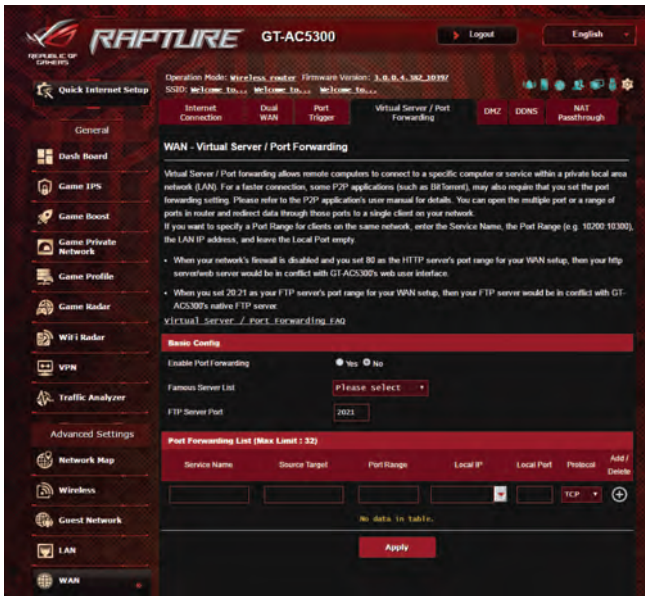 REPUBLIC OF
GAMERS
RAPTURE
GT-AC5300
Logout
English
Quick Internet Setup
Operation Mode: Wireless router Firmware Version: 3.0.0.4.382_10397
SSID: Welcome to... Welcome to... Welcome to...
Internet Connection
Dual WAN
Port Trigger
Virtual Server / Port Forwarding
DMZ
DDNS
NAT Passthrough
General
Dash Board
Game IPS
Game Boost
Game Private Network
Game Profile
Game Radar
WiFi Radar
VPN
Traffic Analyzer
Advanced Settings
Network Map
Wireless
Guest Network
LAN
WAN
WAN - Virtual Server / Port Forwarding
Virtual Server / Port forwarding allows remote computers to connect to a specific computer or service within a private local area
network (LAN). For a faster connection, some P2P applications (such as BitTorrent), may also require that you set the port
forwarding setting. Please refer to the P2P application's user manual for details. You can open the multiple port or a range of
ports in router and redirect data through those ports to a single client on your network.
If you want to specify a Port Range for clients on the same network, enter the Service Name, the Port Range (e.g. 10200:10300),
the LAN IP address, and leave the Local Port empty.
• When your network's firewall is disabled and you set 80 as the HTTP server's port range for your WAN setup, then your http
server/web server would be in conflict with GT-AC5300's web user interface.
• When you set 20:21 as your FTP server's port range for your WAN setup, then your FTP server would be in conflict with GT-
AC5300's native FTP server.
Virtual Server / Port Forwarding FAQ
Basic Config
Enable Port Forwarding Yes No
Famous Server List Please select
FTP Server Port 2021
Port Forwarding List (Max Limit : 32)
Service Name Source Target Port Range Local IP Local Port Protocol Add / Delete
TCP
No data in table.
Apply